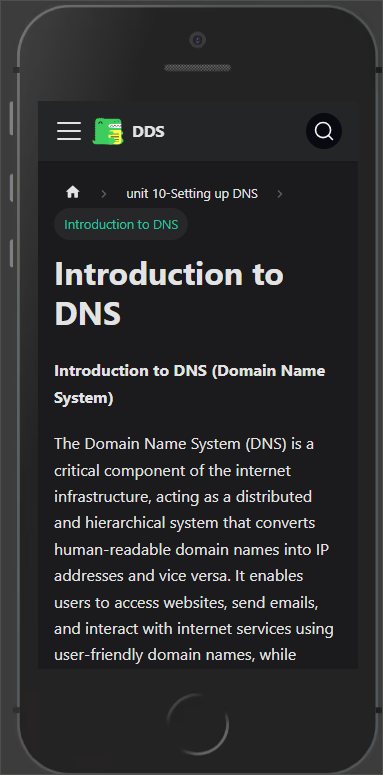 DDS
unit 10-Setting up DNS
Introduction to DNS
Introduction to
DNS
Introduction to DNS (Domain Name
System)
The Domain Name System (DNS) is a
critical component of the internet
infrastructure, acting as a distributed
and hierarchical system that converts
human-readable domain names into IP
addresses and vice versa. It enables
users to access websites, send emails,
and interact with internet services using
user-friendly domain names, while